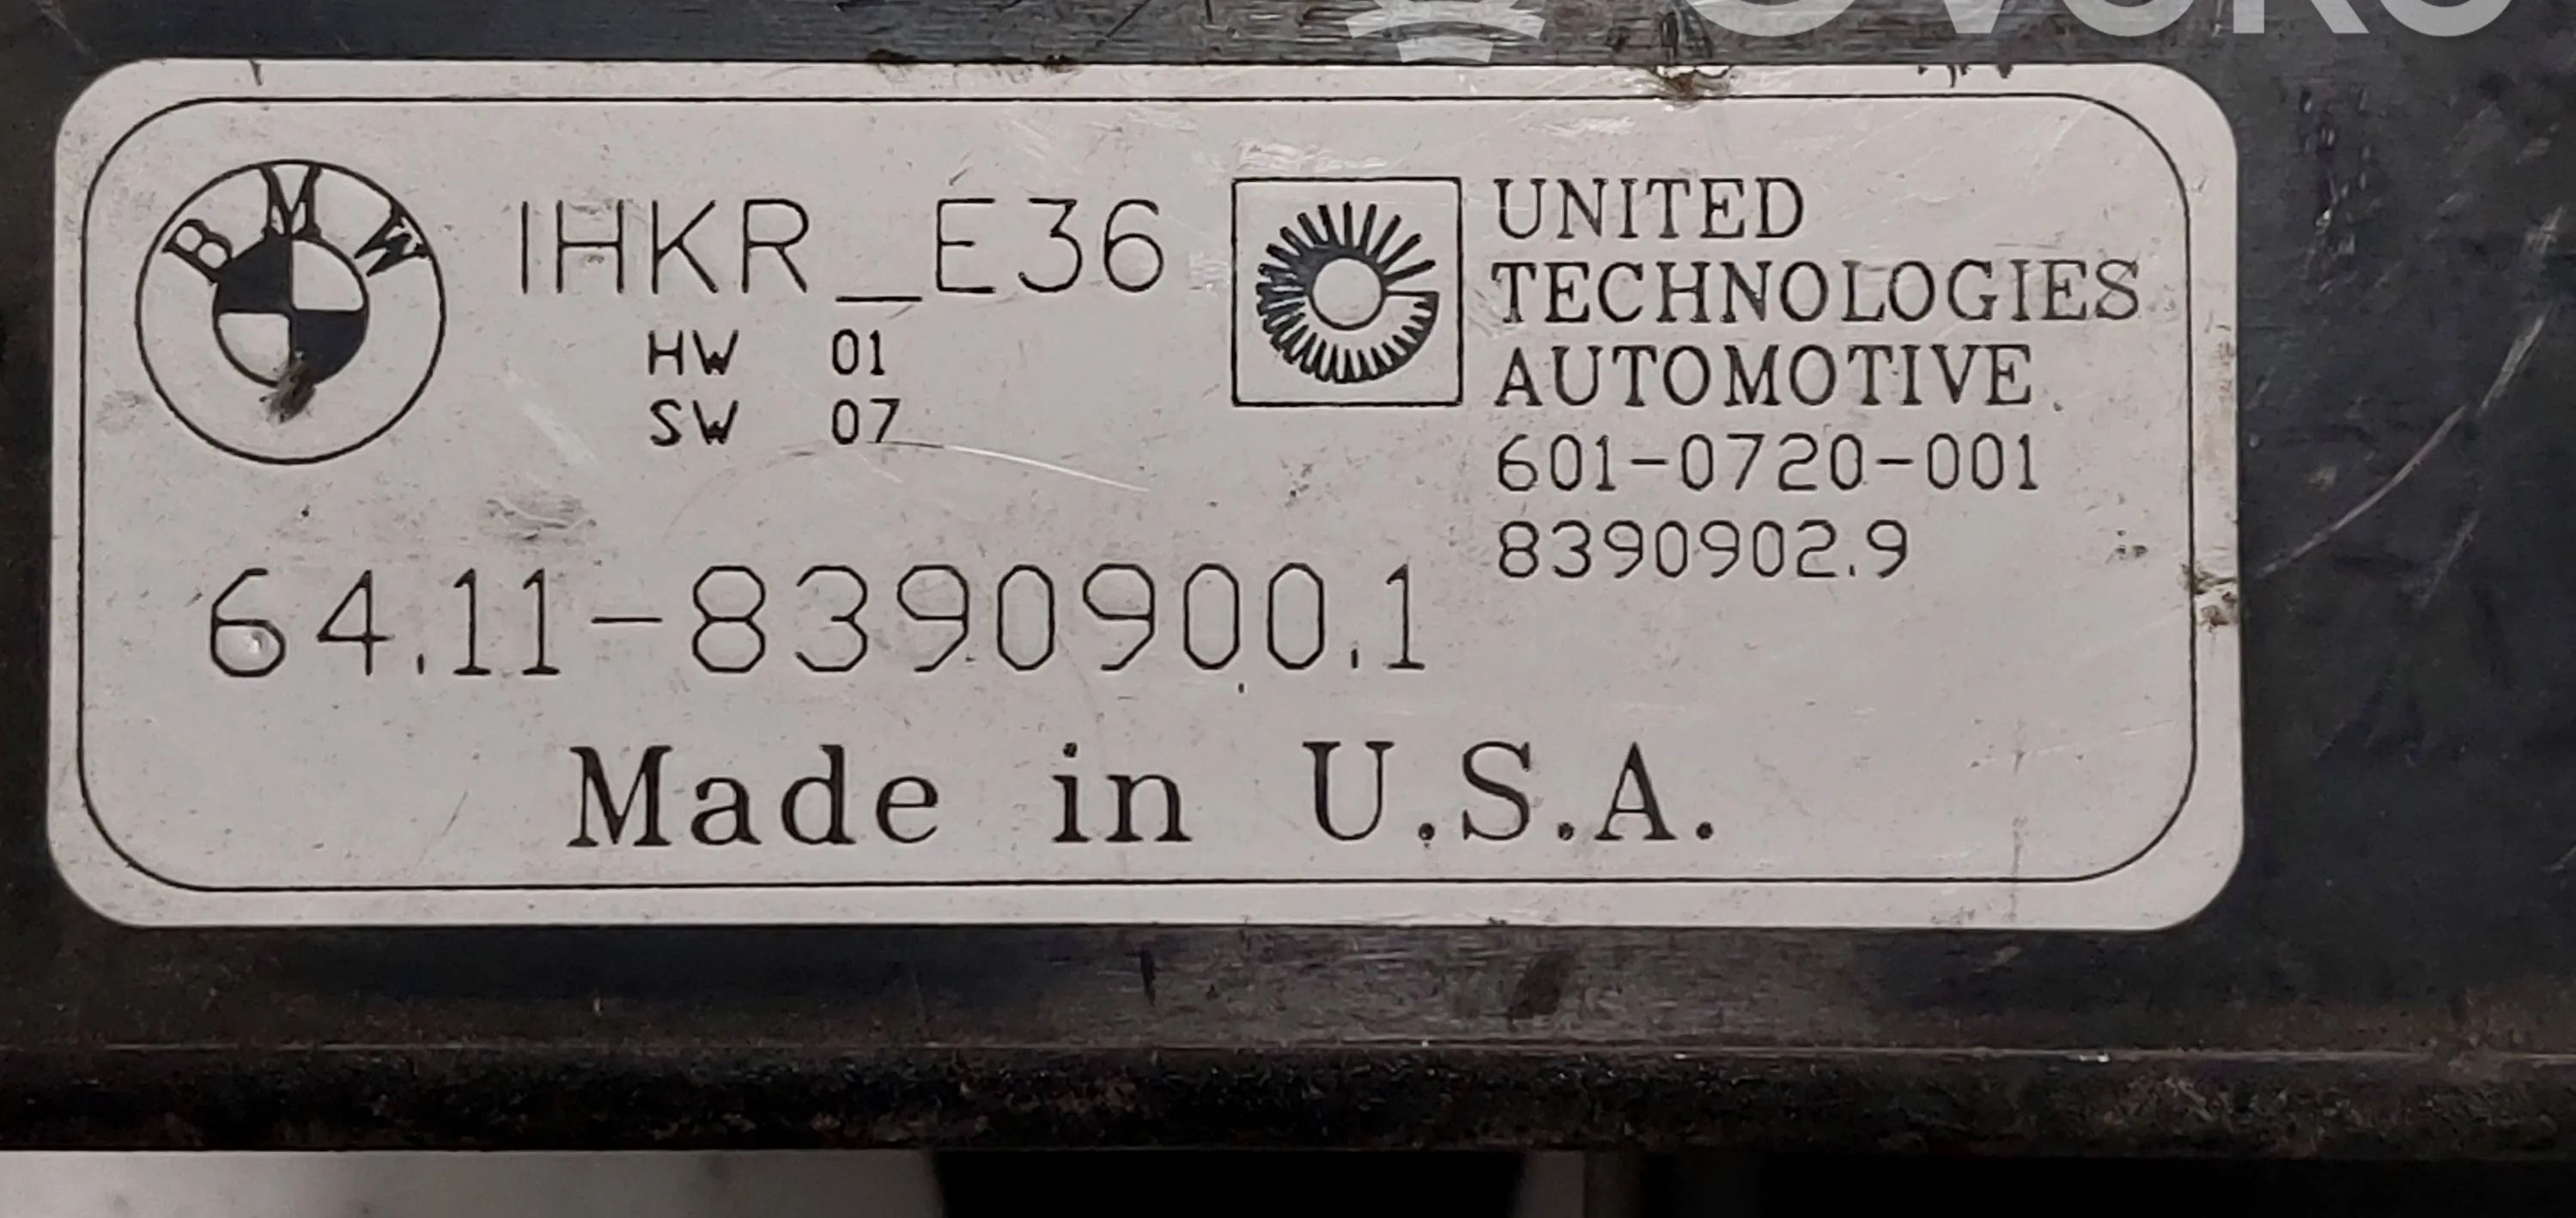 BMW
IHKR_E36
HW 01
SW 07
UNITED
TECHNOLOGIES
AUTOMOTIVE
601-0720-001
8390902.9
64.11-8390900.1
Made in U.S.A.